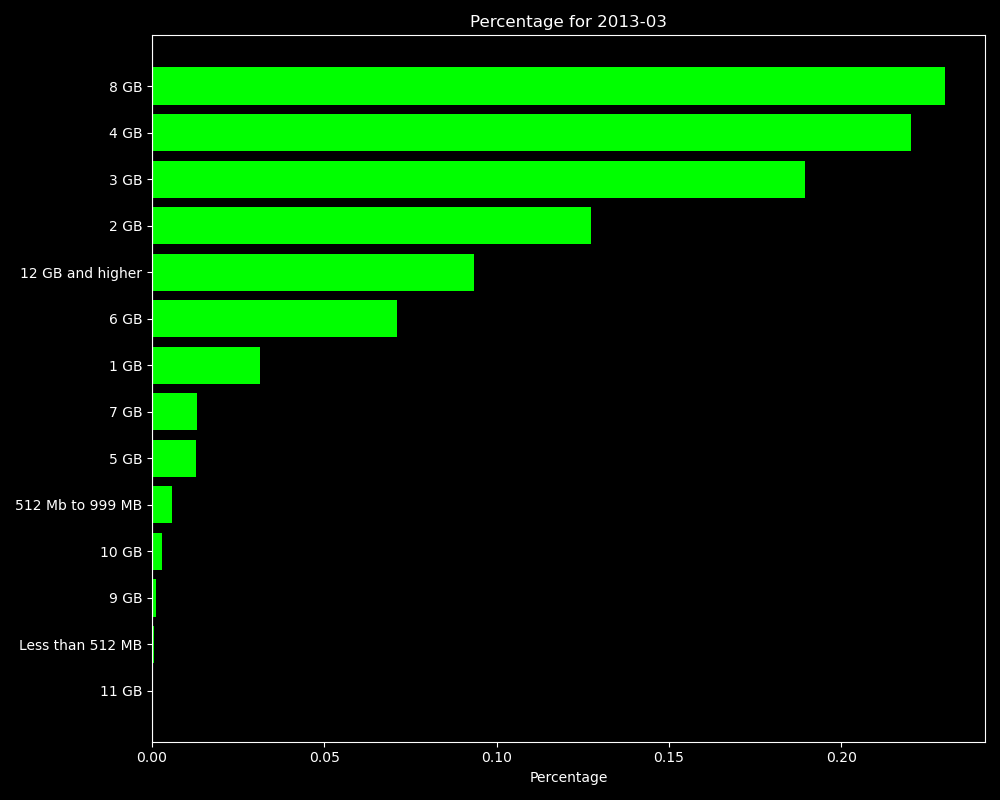 Percentage for 2013-03
8 GB
4 GB
3 GB
2 GB
12 GB and higher
6 GB
1 GB
7 GB
5 GB
512 Mb to 999 MB
10 GB
9 GB
Less than 512 MB
11 GB
0.00 0.05 0.10 0.15 0.20
Percentage